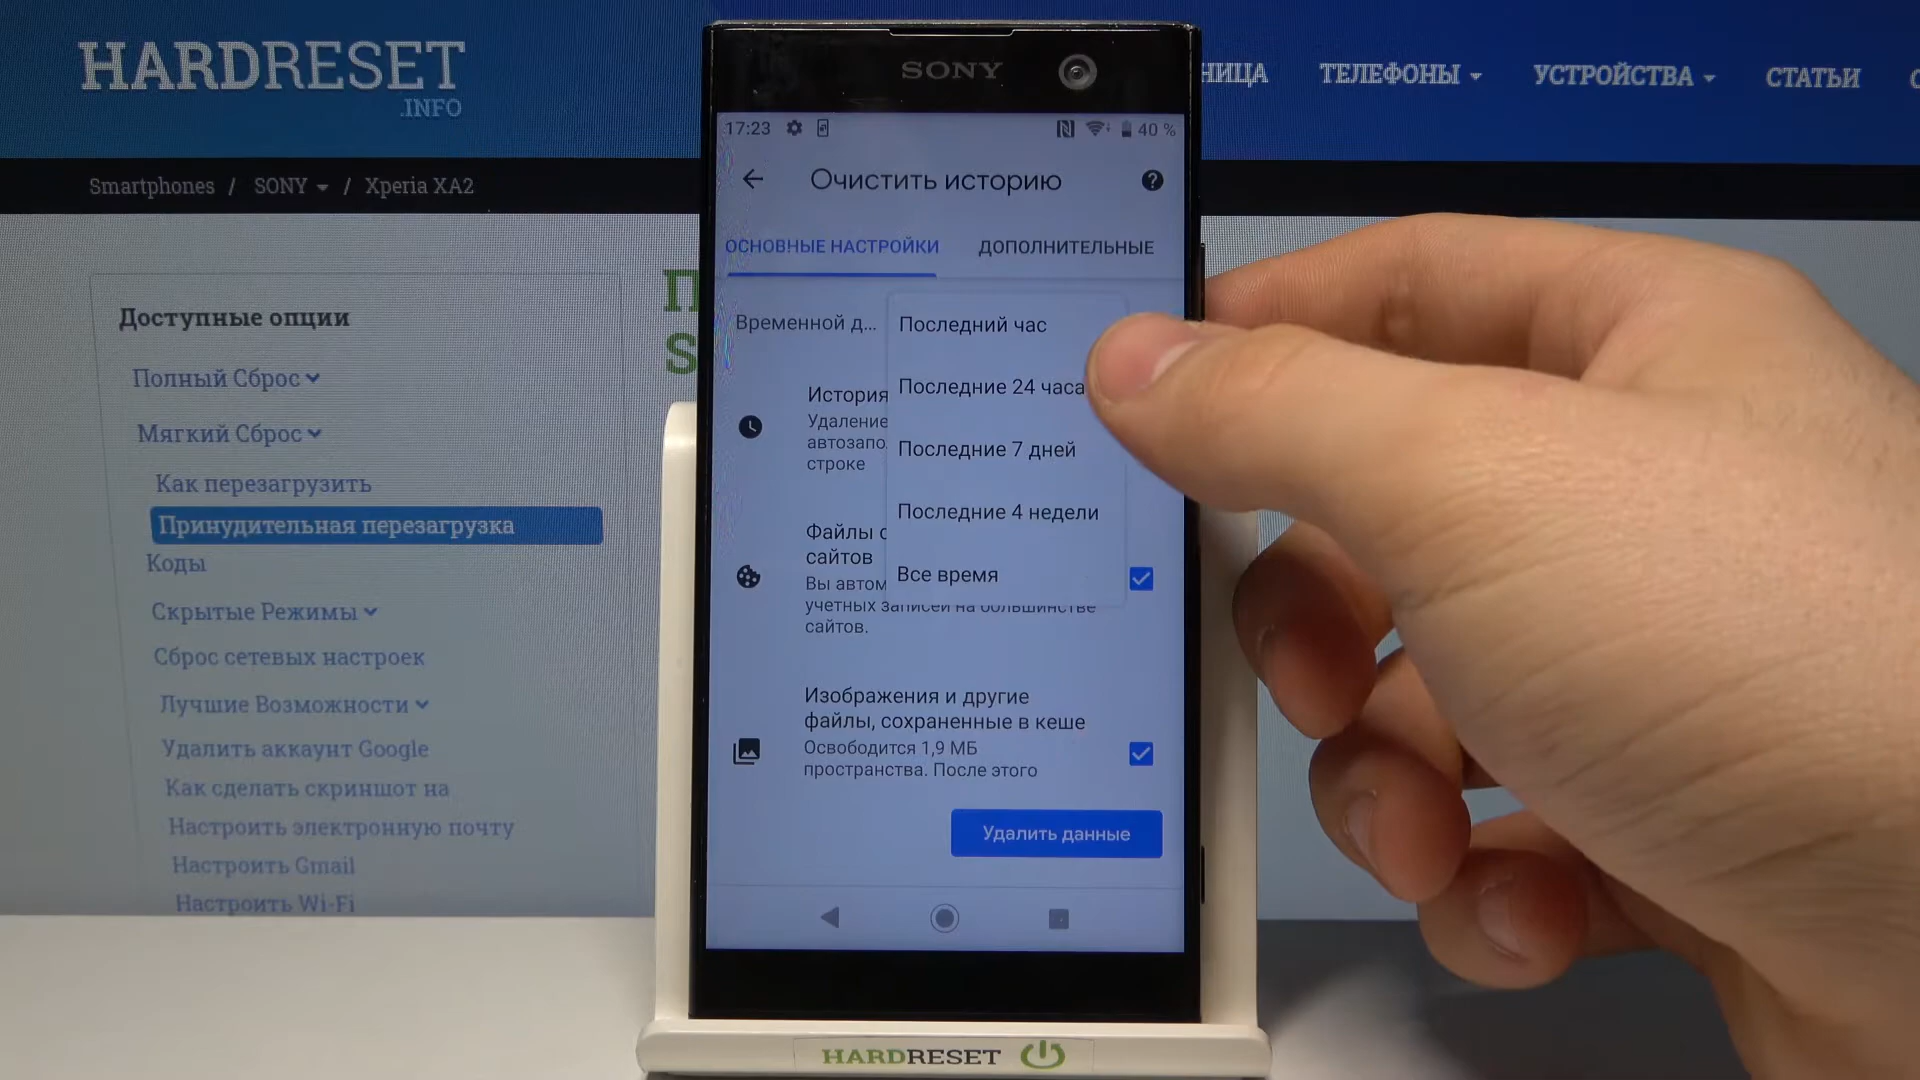 HARDRESET
.INFO
ТЕЛЕФОНЫ
УСТРОЙСТВА
СТАТЬИ
Smartphones / SONY / Xperia XA2
Доступные опции
Полный Сброс
Мягкий Сброс
Как перезагрузить
Принудительная перезагрузка
Коды
Скрытые Режимы
Сброс сетевых настроек
Лучшие Возможности
Удалить аккаунт Google
Как сделать скриншот на
Настроить электронную почту
Настроить Gmail
Настроить Wi-Fi
SONY
17:23
40 %
Очистить историю
ОСНОВНЫЕ НАСТРОЙКИ
ДОПОЛНИТЕЛЬНЫЕ
Временной д...
Последний час
Последние 24 часа
Последние 7 дней
Последние 4 недели
Все время
История
Удаление
автозапо
строке
Файлы c
сайтов
Вы автом
учетных записей на большинстве
сайтов.
Изображения и другие
файлы, сохраненные в кеше
Освободится 1,9 МБ
пространства. После этого
Удалить данные
HARDRESET